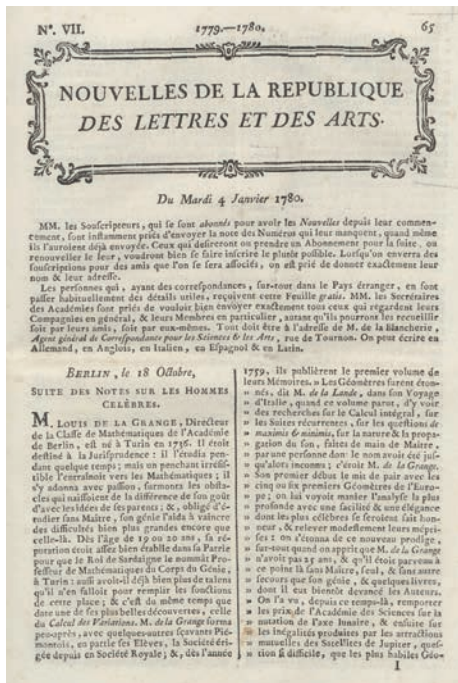 Nº. VII.
1779.—1780.
65
NOUVELLES DE LA REPUBLIQUE
DES LETTRES ET DES ARTS.
Du Mardi 4 Janvier 1780.
MM. les Souscripteurs, qui se sont abonnés pour avoir les Nouvelles depuis leur commen-
cement, sont instamment priés d'envoyer la note des Numéros qui leur manquent, quand même
ils l'auroient déjà envoyée. Ceux qui desireront ou prendre un Abonnement pour la suite, ou
renouveller le leur, voudront bien se faire inscrire le plutôt possible. Lorsqu'on enverra des
souscriptions pour des amis que l'on se sera associés, on est prié de donner exactement leur
nom & leur adresse.
Les personnes qui, ayant des correspondances, sur-tout dans le Pays étranger, en sont
passer habituellement des détails utiles, reçoivent cette Feuille gratis. MM. les Secrétaires
des Académies sont priés de vouloir bien envoyer exactement tous ceux qui regardent leurs
Compagnies en général, & leurs Membres en particulier, autant qu'ils pourront les recueillir
soit par leurs amis, soit par eux-mêmes. Tout doit être à l'adresse de M. de la Blancherie,
Agent général de Correspondance pour les Sciences & les Arts, rue de Tournon. On peut écrire en
Allemand, en Anglois, en Italien, en Espagnol & en Latin.
BERLIN, le 18 Octobre,
SUITE DES NOTES SUR LES HOMMES
CÉLÈBRES.
M. LOUIS DE LA GRANGE, Directeur
de la Classe de Mathématiques de l'Académie
de Berlin, est né à Turin en 1736. Il étoit
destiné à la Jurisprudence : il l'étudia pen-
dant quelque temps ; mais un penchant irrésis-
tible l'entraînoit vers les Mathématiques ; il
s'y adonna avec passion, surmonta les obsta-
cles qui naissoient de la différence de son goût
d'avec les idées de ses parents ; &, obligé d'é-
tudier sans Maître, son génie l'aida à vaincre
des difficultés bien plus grandes encore que
celle-là. Dès l'âge de 19 ou 20 ans, sa ré-
putation étoit assez bien établie dans sa Patrie
pour que le Roi de Sardaigne le nommât Pro-
fesseur de Mathématiques du Corps du Génie,
à Turin : aussi avoit-il déjà bien plus de talens
qu'il n'en falloit pour remplir les fonctions
de cette place ; & c'est du même temps que
date une de ses plus belles découvertes, celle
du Calcul des Variations. M. de la Grange forma
peu-après, avec quelques-autres sçavants Pié-
montois, en partie ses Elèves, la Société éri-
gée depuis en Société Royale ; &, dès l'année
1759, ils publièrent le premier volume de
leurs Mémoires. » Les Géomètres furent éton-
» nés, dit M. de la Lande, dans son Voyage
» d'Italie, quand ce volume parut, d'y voir
» des recherches sur le Calcul intégral, sur
» les Suites récurrentes, sur les questions de
» maximis & minimis, sur la nature & la propa-
» gation du son, faites de main de Maître,
» par une personne dont le nom avoit été jus-
» qu'alors inconnu ; c'étoit M. de la Grange.
» Son premier début le mit de pair avec les
» cinq ou six premiers Géomètres de l'Euro-
» pe ; on lui voyoit manier l'analyse la plus
» profonde avec une facilité & une élégance
» dont les plus célèbres se seroient fait hon-
» neur, & relever modestement leurs mépri-
» ses : on s'étonna de ce nouveau prodige,
» sur-tout quand on apprit que M. de la Grange
» n'avoit pas 25 ans, & qu'il étoit parvenu à
» ce point là sans Maître, seul, & sans autre
» secours que son génie, & quelques livres,
» dont il eut bientôt devancé les Auteurs.
» On l'a vu, depuis ce temps-là, remporter
» les prix de l'Académie des Sciences sur la
» nutation de l'axe lunaire, & ensuite sur
» les inégalités produites par les attractions
» mutuelles des Satellites de Jupiter, ques-
» tion si difficile, que les plus habiles Géo-
I